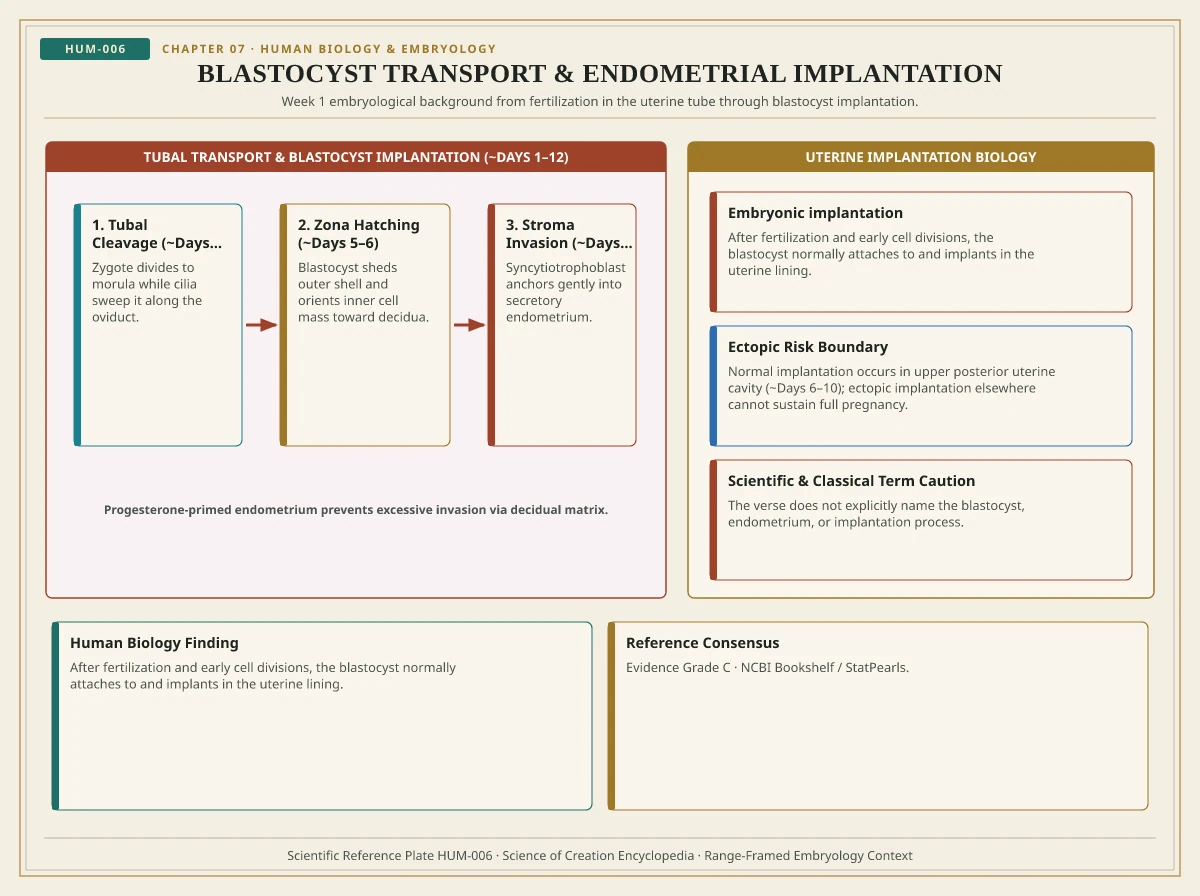 HUM-006
CHAPTER 07 · HUMAN BIOLOGY & EMBRYOLOGY
BLASTOCYST TRANSPORT & ENDOMETRIAL IMPLANTATION
Week 1 embryological background from fertilization in the uterine tube through blastocyst implantation.
TUBAL TRANSPORT & BLASTOCYST IMPLANTATION (~DAYS 1–12)
1. Tubal
Cleavage (~Days...
Zygote divides to
morula while cilia
sweep it along the
oviduct.
2. Zona Hatching
(~Days 5–6)
Blastocyst sheds
outer shell and
orients inner cell
mass toward decidua.
3. Stroma
Invasion (~Days...
Syncytiotrophoblast
anchors gently into
secretory
endometrium.
Progesterone-primed endometrium prevents excessive invasion via decidual matrix.
UTERINE IMPLANTATION BIOLOGY
Embryonic implantation
After fertilization and early cell divisions, the
blastocyst normally attaches to and implants in the
uterine lining.
Ectopic Risk Boundary
Normal implantation occurs in upper posterior uterine
cavity (~Days 6–10); ectopic implantation elsewhere
cannot sustain full pregnancy.
Scientific & Classical Term Caution
The verse does not explicitly name the blastocyst,
endometrium, or implantation process.
Human Biology Finding
After fertilization and early cell divisions, the blastocyst normally
attaches to and implants in the uterine lining.
Reference Consensus
Evidence Grade C · NCBI Bookshelf / StatPearls.
Scientific Reference Plate HUM-006 · Science of Creation Encyclopedia · Range-Framed Embryology Context